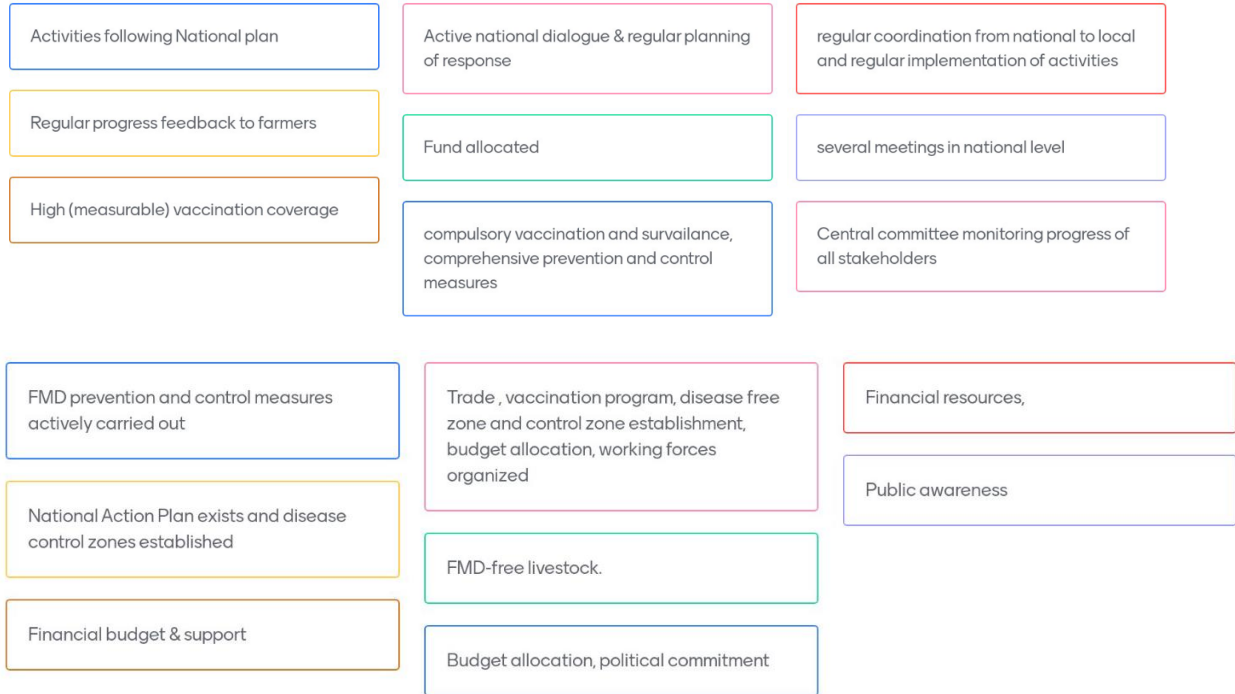 Activities following National plan
Regular progress feedback to farmers
High (measurable) vaccination coverage
Active national dialogue & regular planning
of response
Fund allocated
compulsory vaccination and survailance,
comprehensive prevention and control
measures
regular coordination from national to local
and regular implementation of activities
several meetings in national level
Central committee monitoring progress of
all stakeholders
FMD prevention and control measures
actively carried out
National Action Plan exists and disease
control zones established
Financial budget & support
Trade , vaccination program, disease free
zone and control zone establishment,
budget allocation, working forces
organized
FMD-free livestock.
Budget allocation, political commitment
Financial resources,
Public awareness